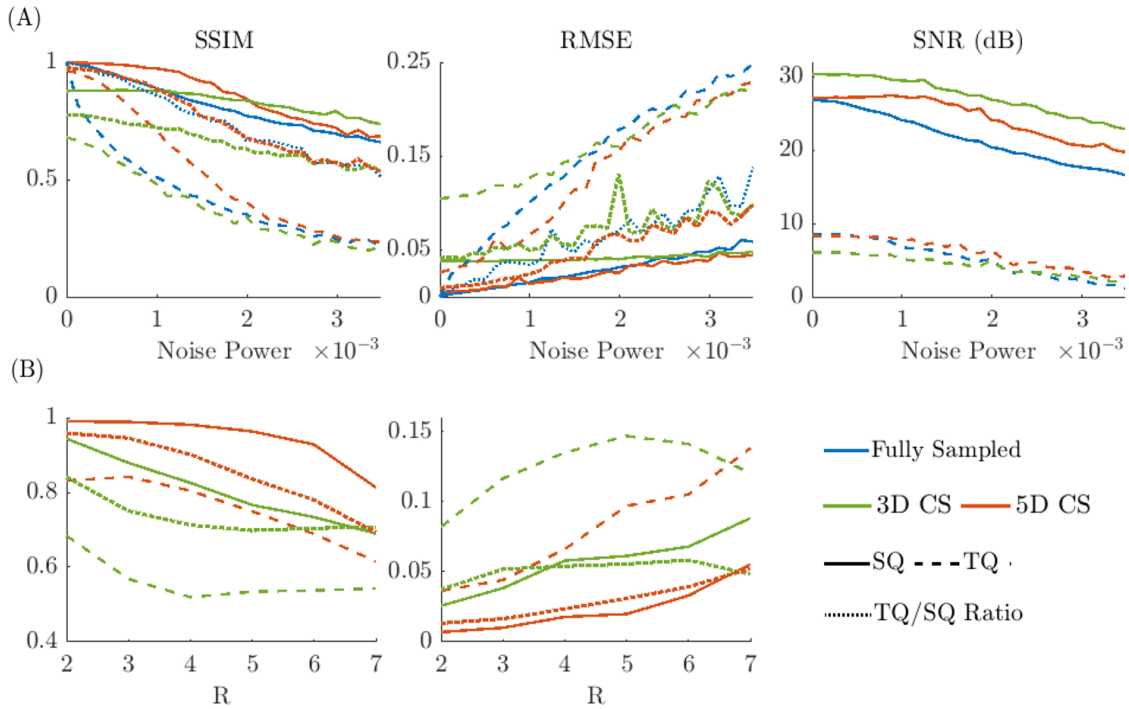 (A)
SSIM
RMSE
SNR (dB)
1
0.5
0
0 1 2 3
Noise Power ×10⁻³
0.25
0.15
0.05
0
0 1 2 3
Noise Power ×10⁻³
30
20
10
0
0 1 2 3
Noise Power ×10⁻³
(B)
1
0.8
0.6
0.4
2 3 4 5 6 7
R
0.15
0.1
0.05
0
2 3 4 5 6 7
R
Fully Sampled
3D CS 5D CS
SQ TQ
TQ/SQ Ratio